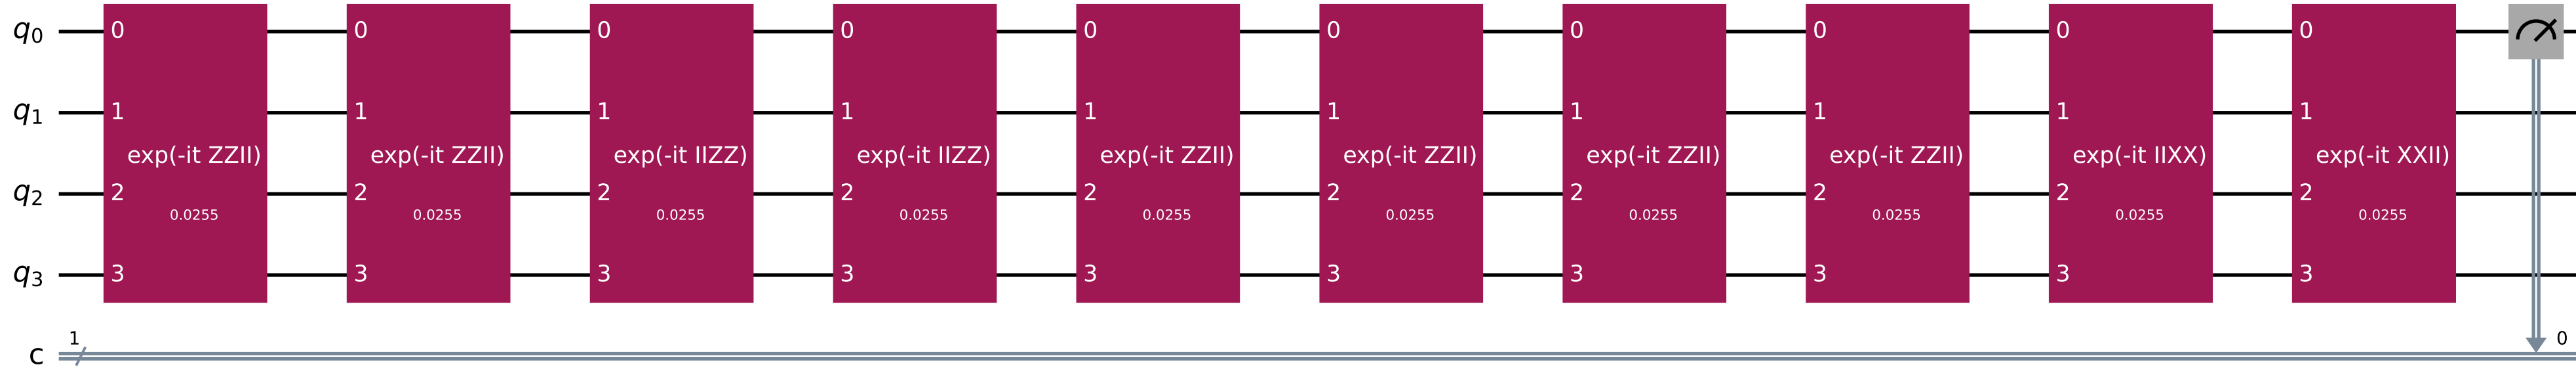 q0 0 0 0 0 0 0 0 0 0 0
q1 1 1 1 1 1 1 1 1 1 1
exp(-it ZZII) exp(-it ZZII) exp(-it IIZZ) exp(-it IIZZ) exp(-it ZZII) exp(-it ZZII) exp(-it ZZII) exp(-it ZZII) exp(-it IIXX) exp(-it XXII)
q2 2 2 2 2 2 2 2 2 2 2
0.0255 0.0255 0.0255 0.0255 0.0255 0.0255 0.0255 0.0255 0.0255 0.0255
q3 3 3 3 3 3 3 3 3 3 3
1 0
c